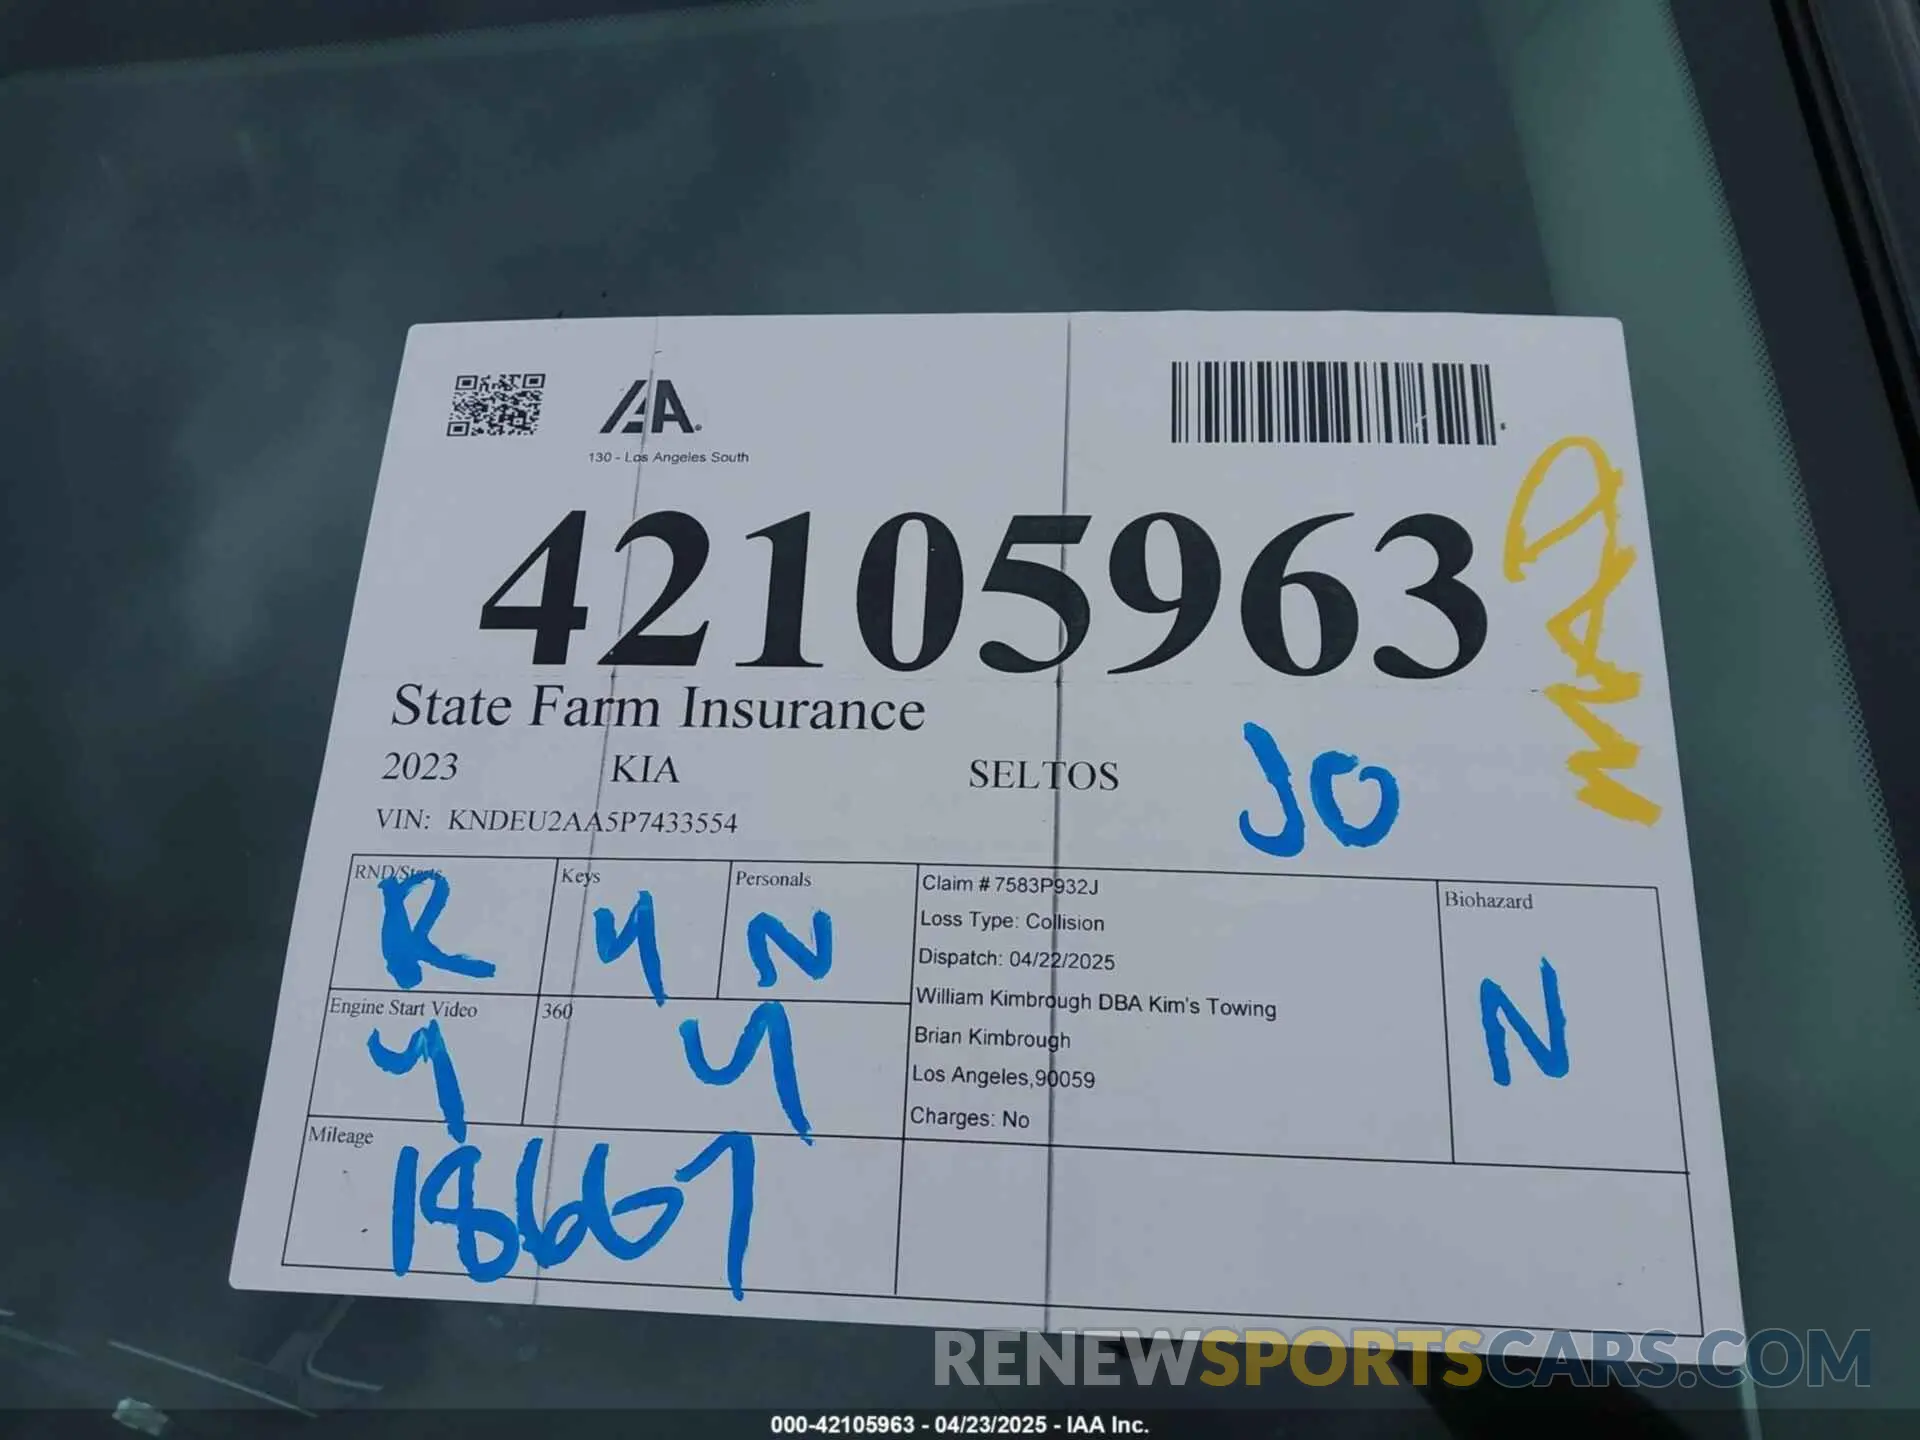 IAA
130 - Los Angeles South
42105963
State Farm Insurance
2023 KIA SELTOS JO
VIN: KNDEU2AA5P7433554
RND/Starts Keys Personals
R Y N
Engine Start Video 360
Y Y
Mileage
18667
Claim # 7583P932J
Loss Type: Collision
Dispatch: 04/22/2025
William Kimbrough DBA Kim's Towing
Brian Kimbrough
Los Angeles,90059
Charges: No
Biohazard
N
RENEWSPORTSCARS.COM
000-42105963 - 04/23/2025 - IAA Inc.